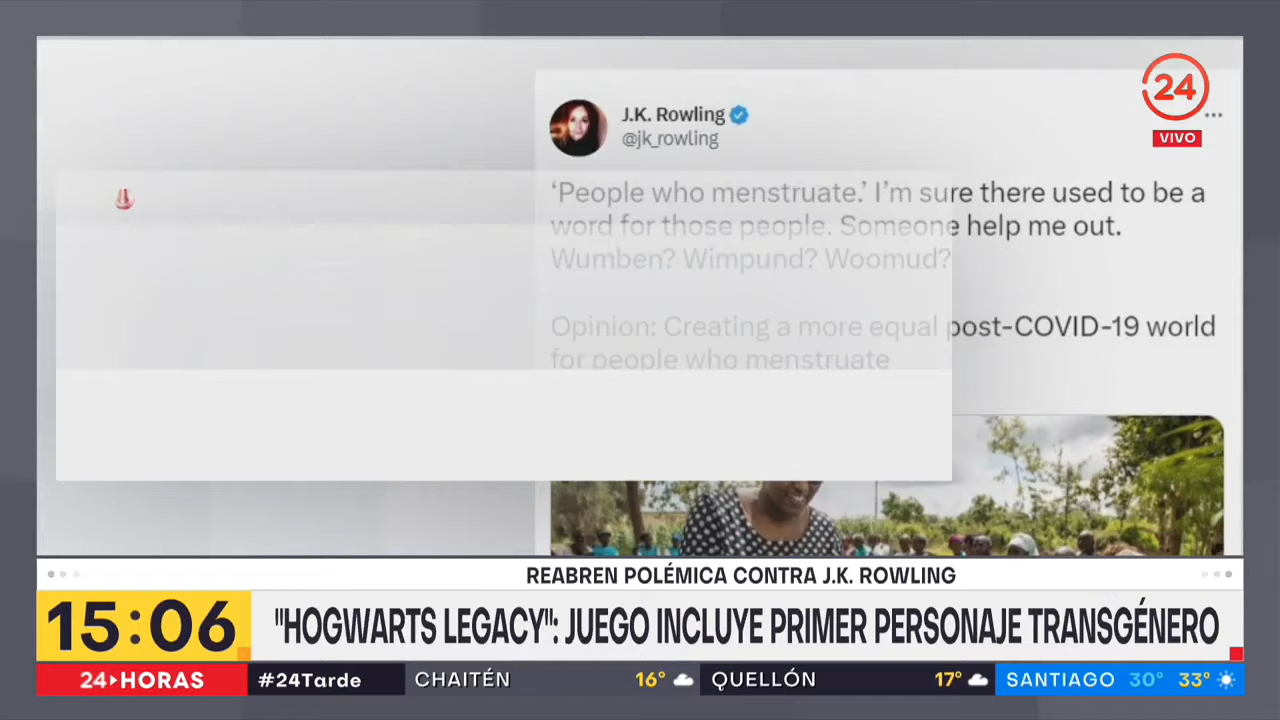 24
VIVO
J.K. Rowling
@jk_rowling
‘People who menstruate.’ I’m sure there used to be a
word for those people. Someone help me out.
Wumben? Wimpund? Woomud?
Opinion: Creating a more equal post-COVID-19 world
for people who menstruate
REABREN POLÉMICA CONTRA J.K. ROWLING
15:06
"HOGWARTS LEGACY": JUEGO INCLUYE PRIMER PERSONAJE TRANSGÉNERO
24 HORAS #24Tarde CHAITÉN 16° QUELLÓN 17° SANTIAGO 30° 33°